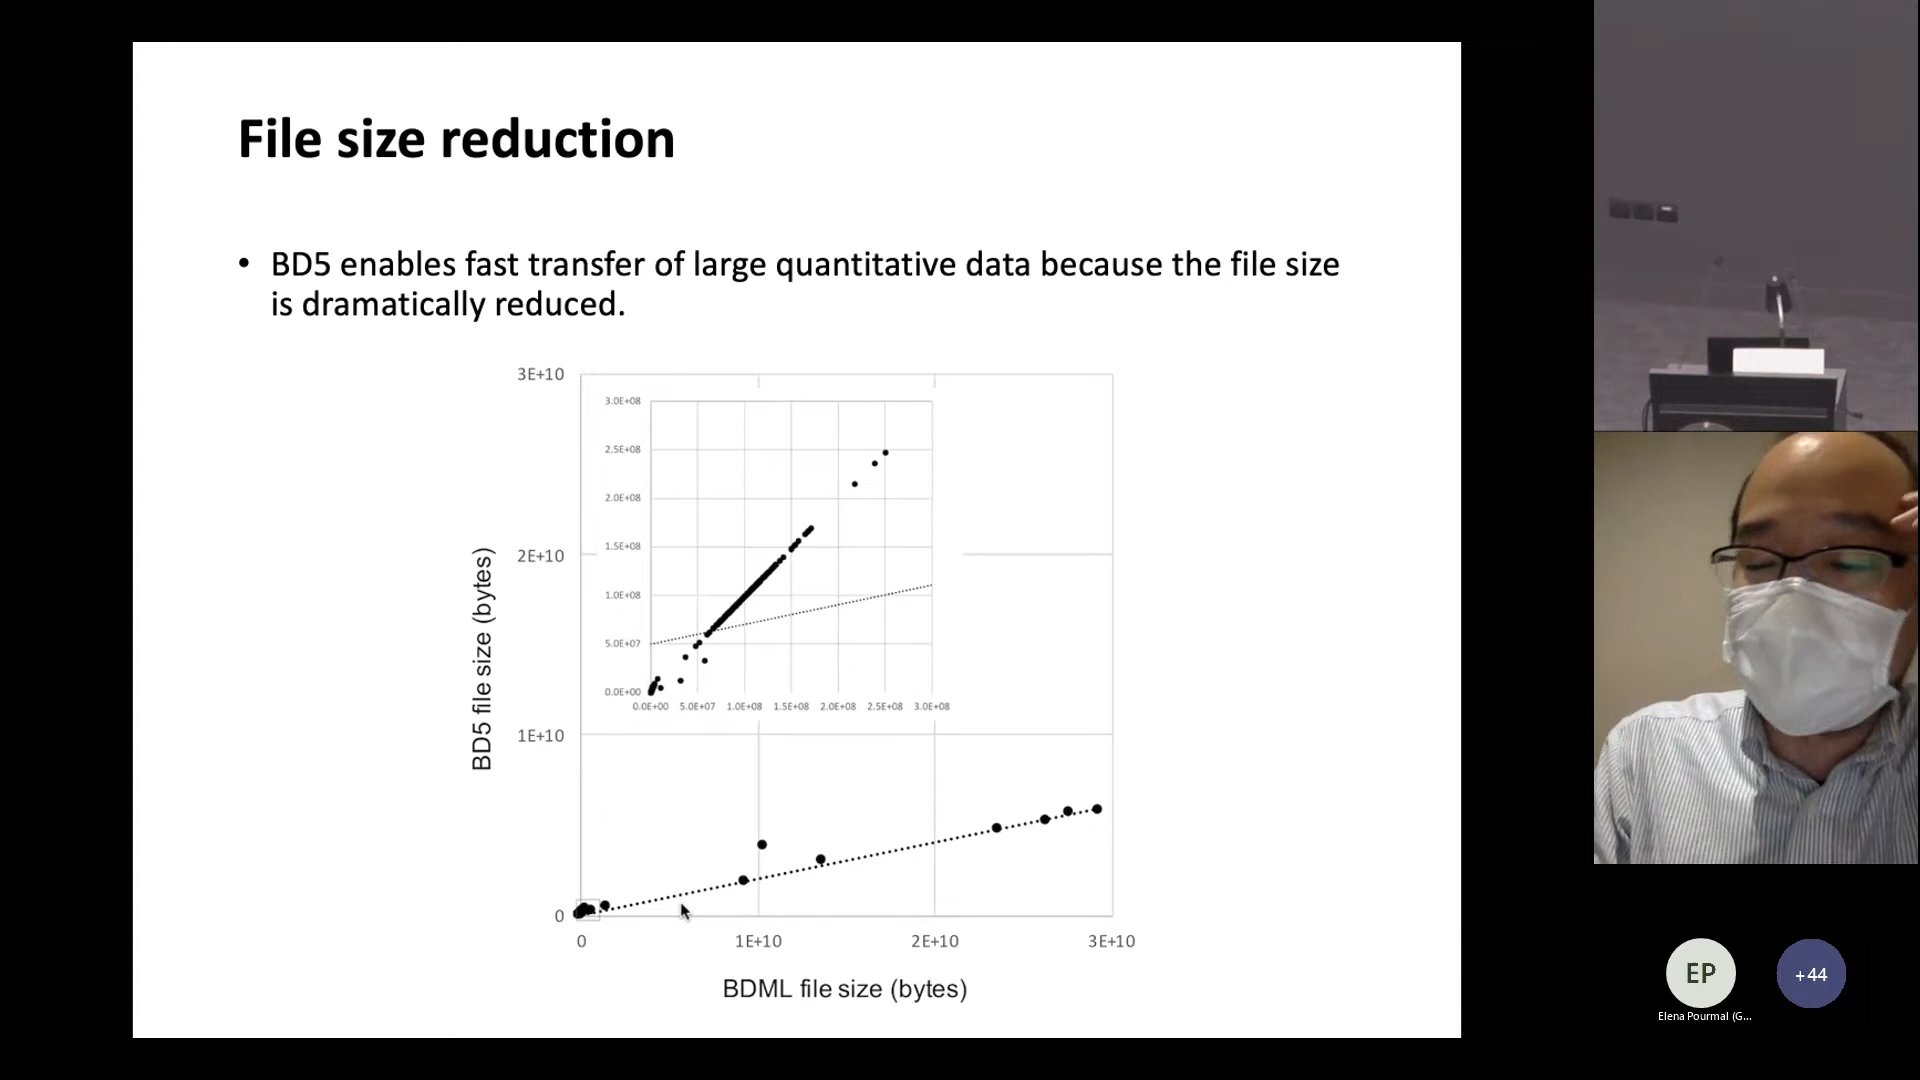 File size reduction
• BD5 enables fast transfer of large quantitative data because the file size
is dramatically reduced.
3E+10
2E+10
1E+10
0
BD5 file size (bytes)
3.0E+08
2.5E+08
2.0E+08
1.5E+08
1.0E+08
5.0E+07
0.0E+00
0.0E+00 5.0E+07 1.0E+08 1.5E+08 2.0E+08 2.5E+08 3.0E+08
0 1E+10 2E+10 3E+10
BDML file size (bytes)
EP
+44
Elena Pourmal (G...